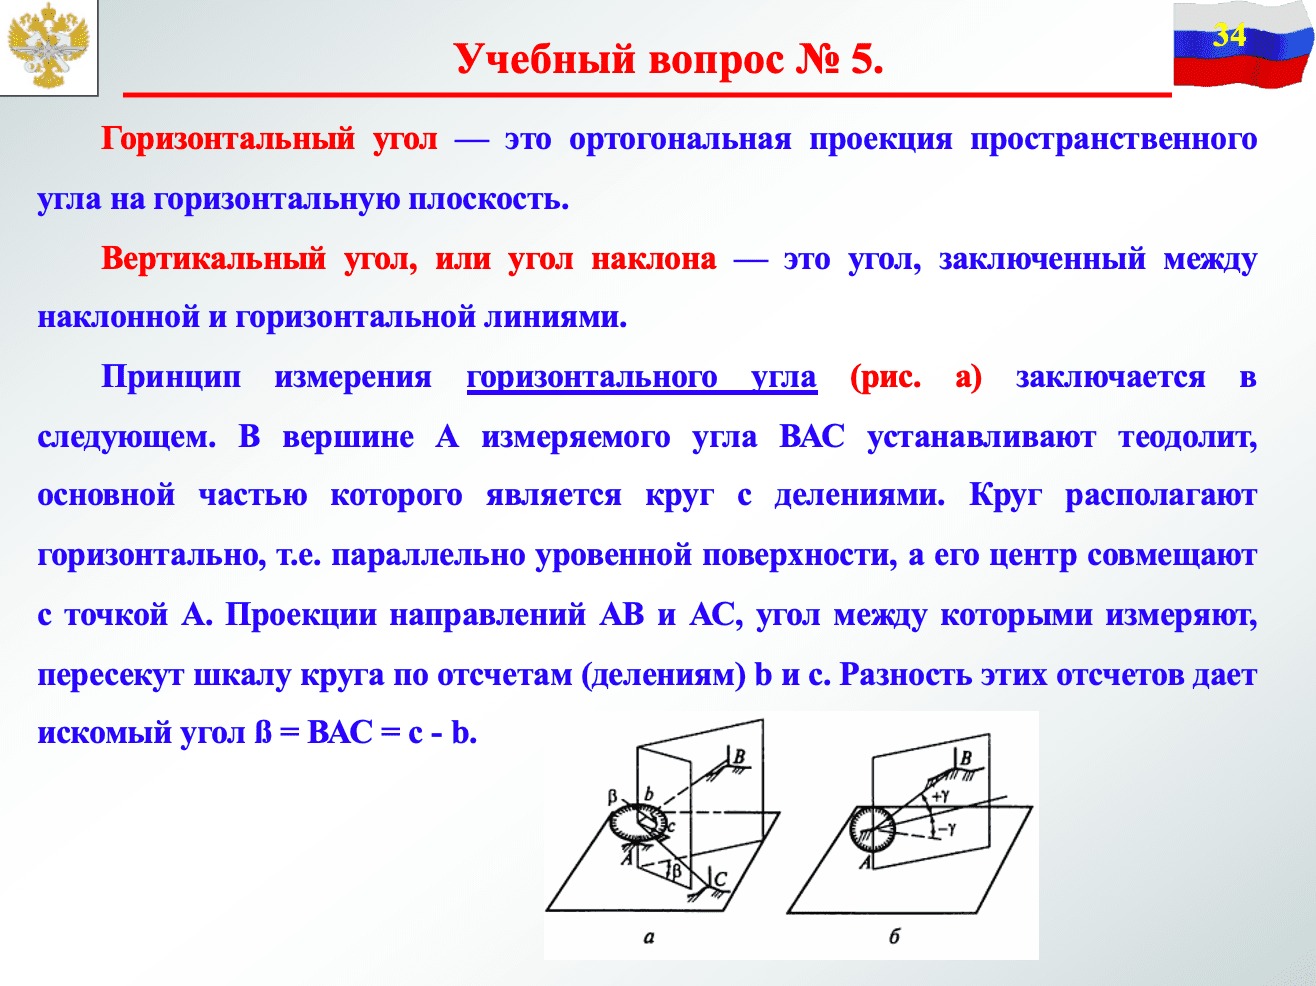 34
Учебный вопрос № 5.
Горизонтальный угол — это ортогональная проекция пространственного
угла на горизонтальную плоскость.
Вертикальный угол, или угол наклона — это угол, заключенный между
наклонной и горизонтальной линиями.
Принцип измерения горизонтального угла (рис. а) заключается в
следующем. В вершине А измеряемого угла ВАС устанавливают теодолит,
основной частью которого является круг с делениями. Круг располагают
горизонтально, т.е. параллельно уровенной поверхности, а его центр совмещают
с точкой А. Проекции направлений АВ и АС, угол между которыми измеряют,
пересекут шкалу круга по отсчетам (делениям) b и с. Разность этих отсчетов дает
искомый угол ß = ВАС = с - b.
B
β b
c
A
β C
а
B
+γ
−γ
A
б